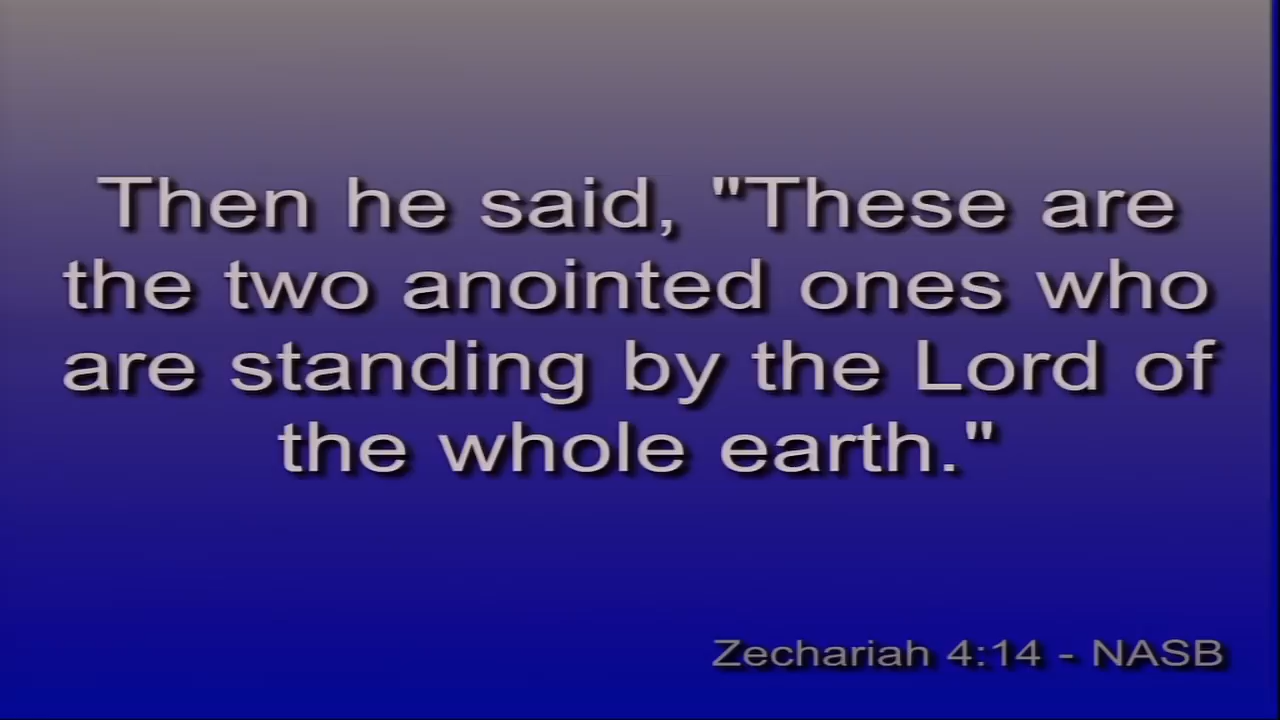 Then he said, "These are
the two anointed ones who
are standing by the Lord of
the whole earth."
Zechariah 4:14 - NASB